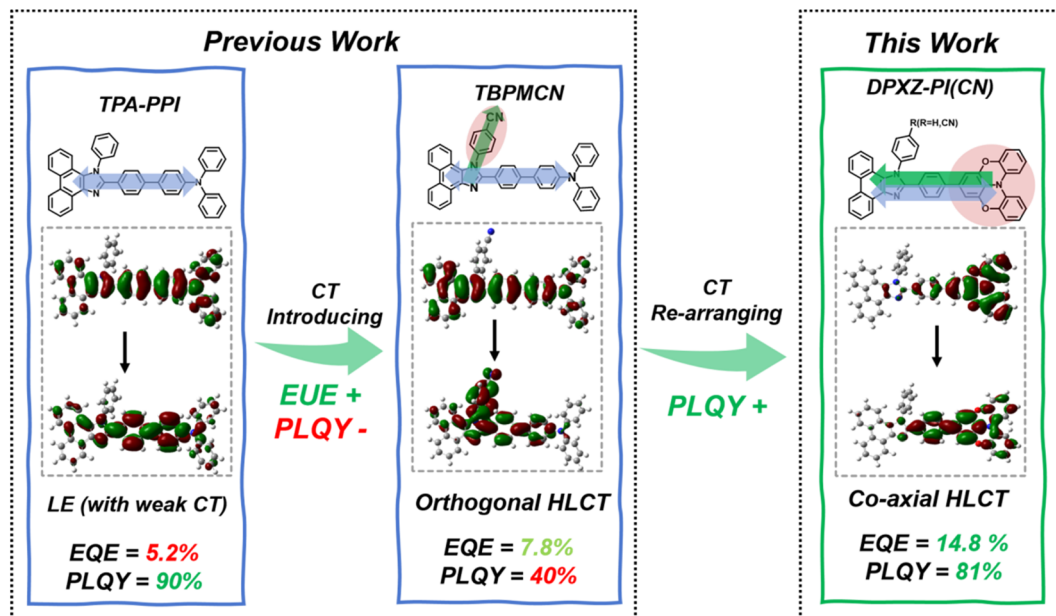 Previous Work
This Work
TPA-PPI
TBPMCN
DPXZ-PI(CN)
N
N
N
CN
N
N
N
R(R=H,CN)
N
N
O
N
O
CT
Introducing
EUE +
PLQY -
CT
Re-arranging
PLQY +
LE (with weak CT)
EQE = 5.2%
PLQY = 90%
Orthogonal HLCT
EQE = 7.8%
PLQY = 40%
Co-axial HLCT
EQE = 14.8 %
PLQY = 81%